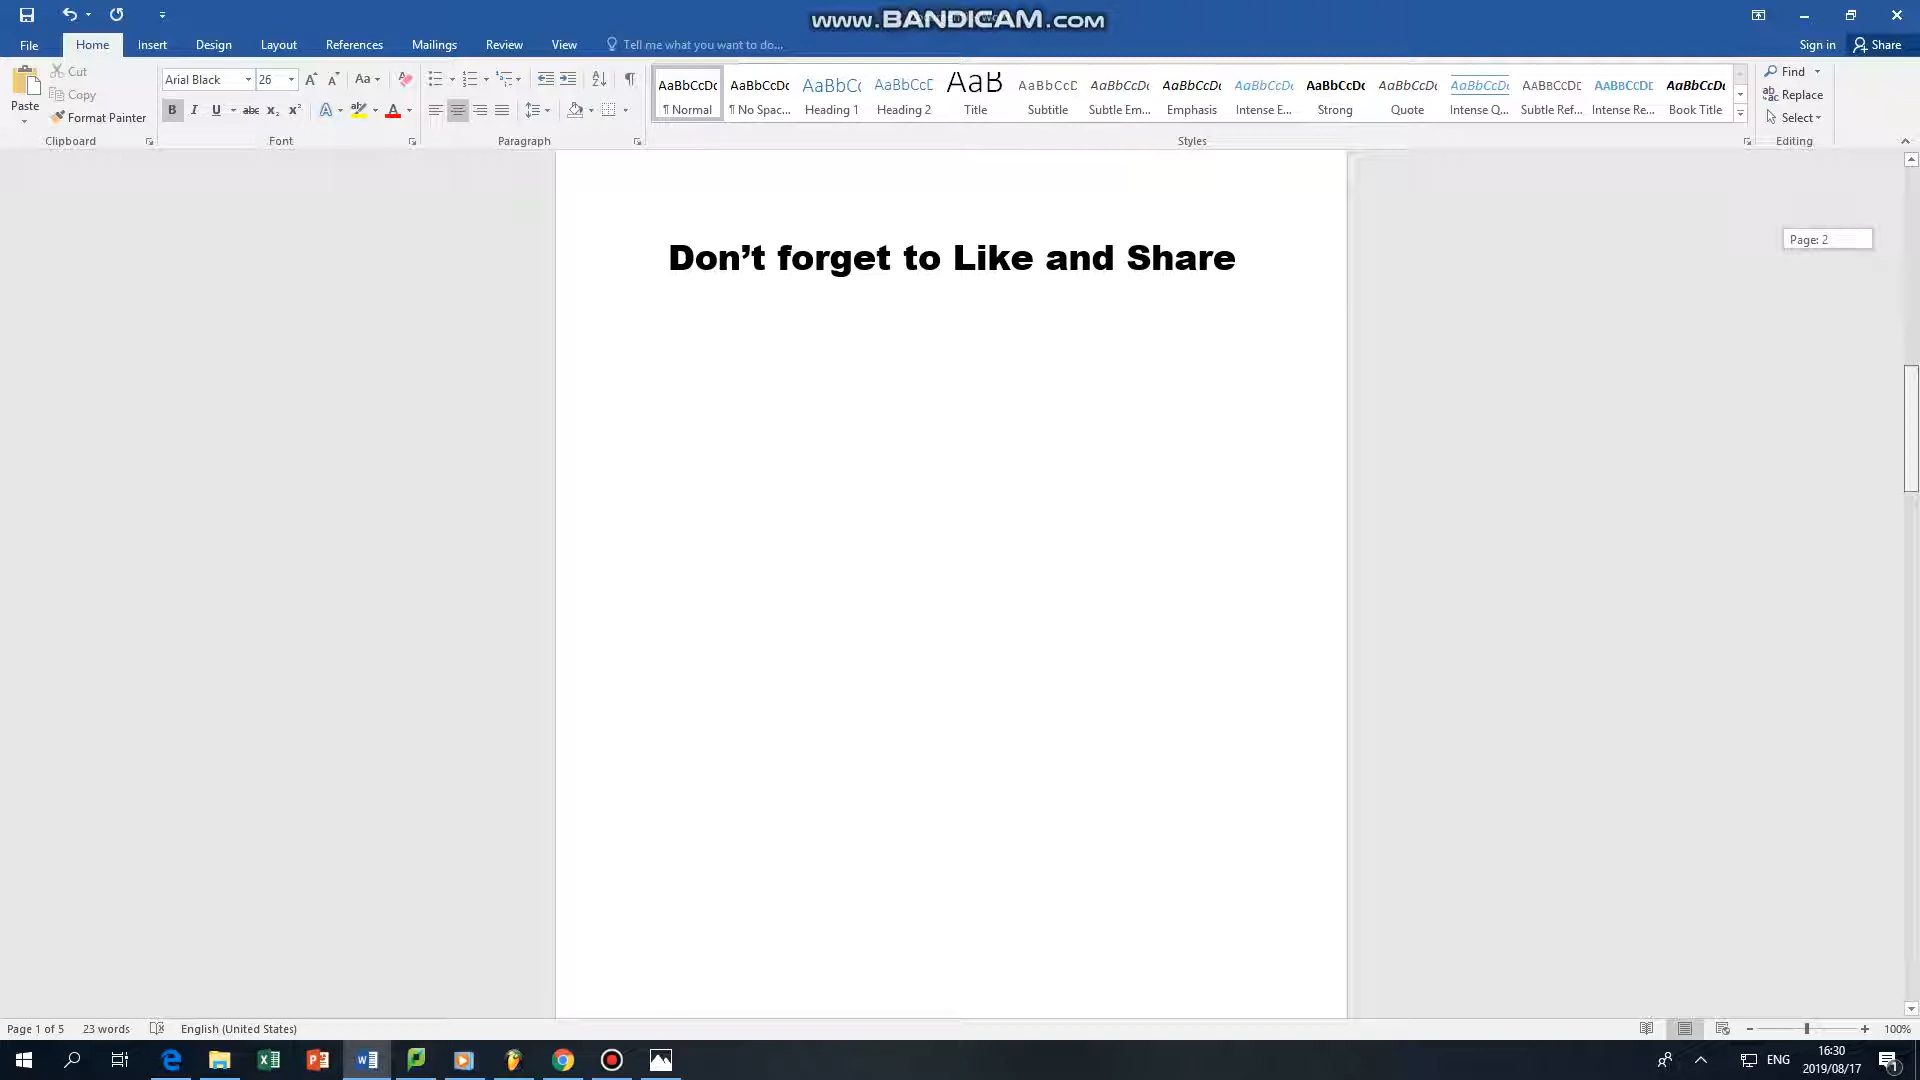 www.BANDICAM.com
File Home Insert Design Layout References Mailings Review View Tell me what you want to do... Sign in Share
Paste
Cut
Copy
Format Painter
Clipboard
Arial Black 26
Font
Paragraph
AaBbCcDc AaBbCcDc AaBbCc AaBbCcD AaB AaBbCcD AaBbCcDc AaBbCcDc AaBbCcDc AaBbCcDc AaBbCcDc AaBbCcDc AABBCCDC AABBCCDC AaBbCcDc
¶ Normal ¶ No Spac... Heading 1 Heading 2 Title Subtitle Subtle Em... Emphasis Intense E... Strong Quote Intense Q... Subtle Ref... Intense Re... Book Title
Styles
Find
Replace
Select
Editing
Page: 2
Don’t forget to Like and Share
Page 1 of 5 23 words English (United States) 100%
ENG
16:30
2019/08/17
1